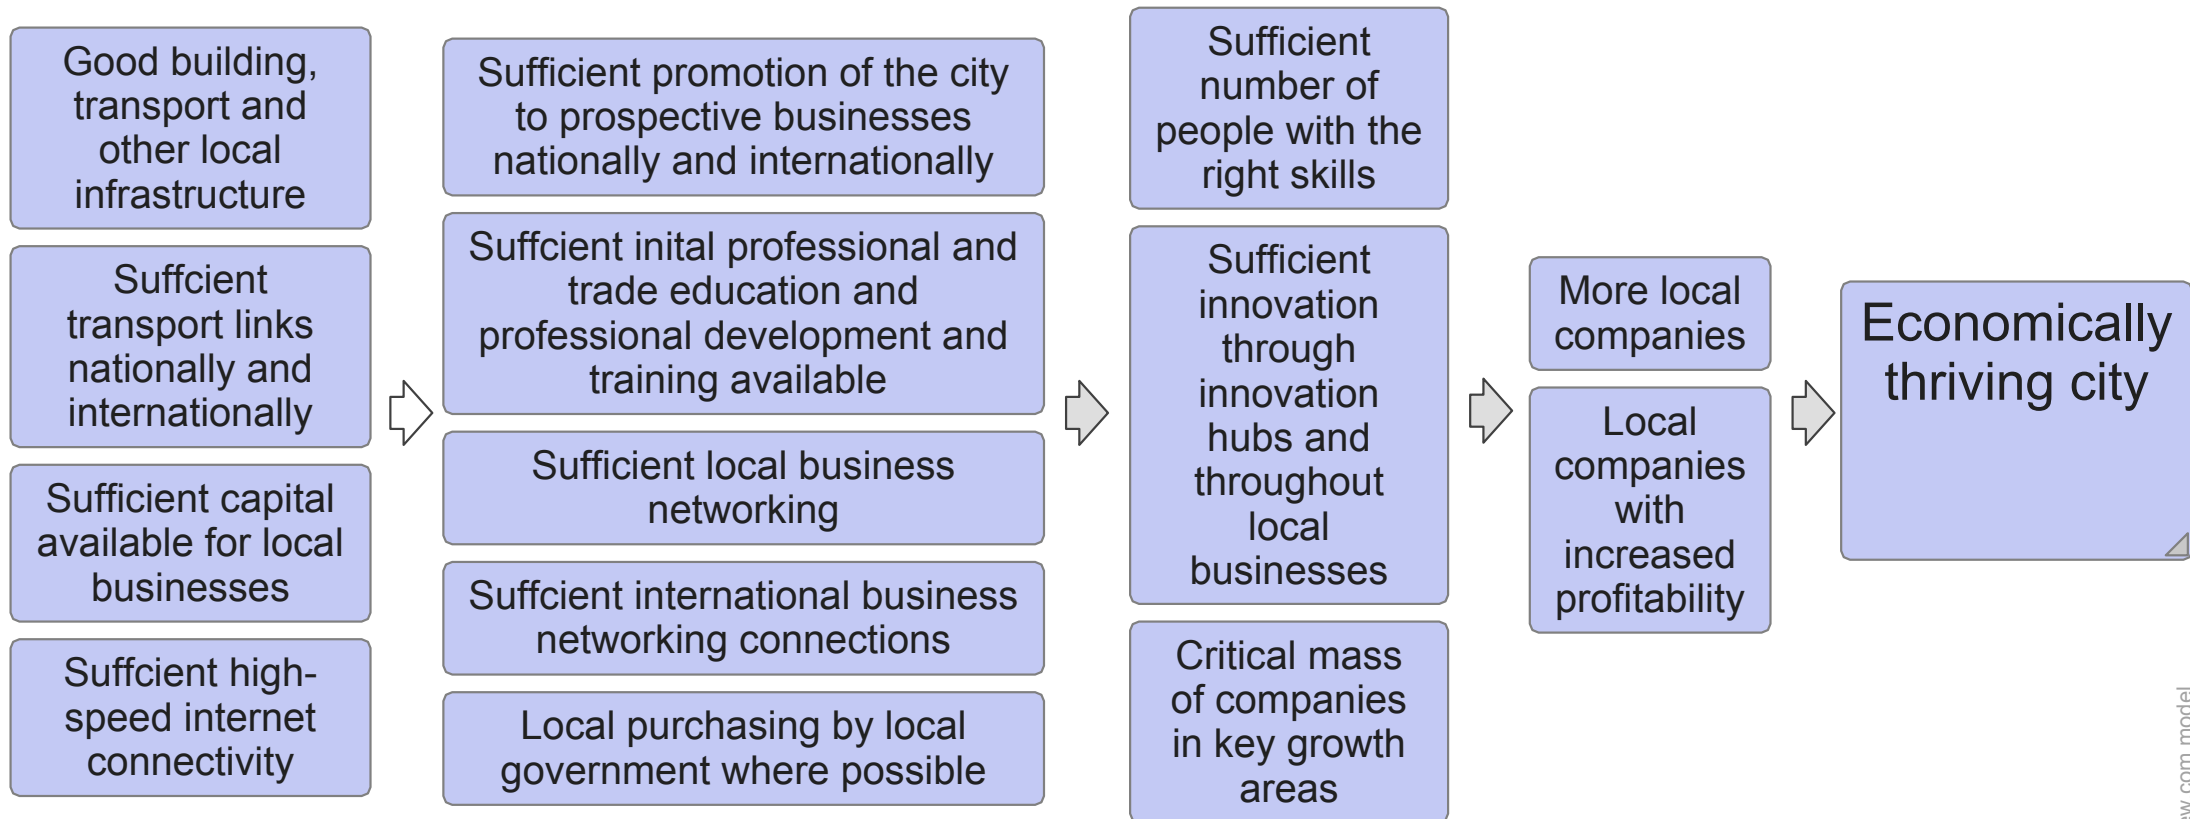 Good building,
transport and
other local
infrastructure
Suffcient
transport links
nationally and
internationally
Sufficient capital
available for local
businesses
Suffcient high-
speed internet
connectivity
Sufficient promotion of the city
to prospective businesses
nationally and internationally
Suffcient inital professional and
trade education and
professional development and
training available
Sufficient local business
networking
Suffcient international business
networking connections
Local purchasing by local
government where possible
Sufficient
number of
people with the
right skills
Sufficient
innovation
through
innovation
hubs and
throughout
local
businesses
Critical mass
of companies
in key growth
areas
More local
companies
Local
companies
with
increased
profitability
Economically
thriving city
com model